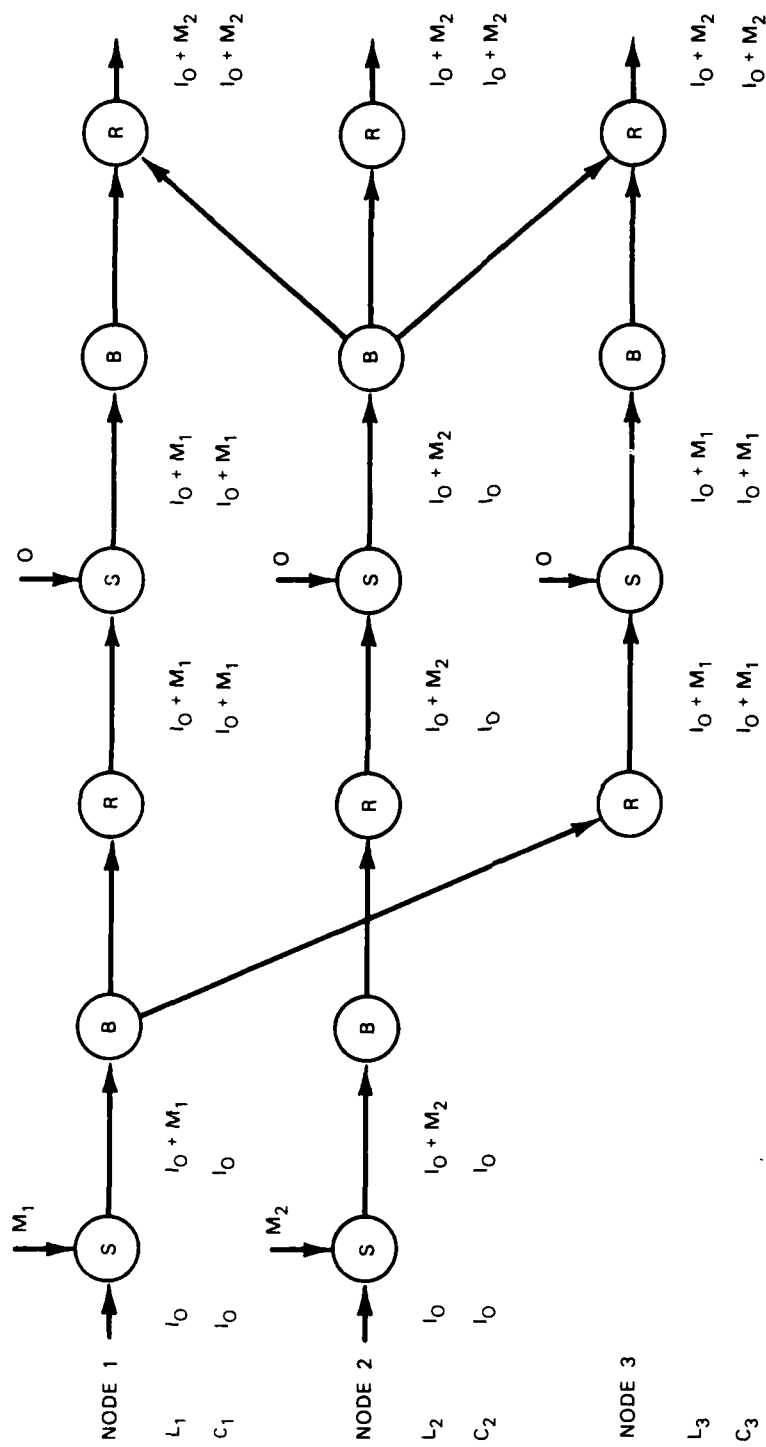 M₁ O
S B R S B R
NODE 1
L₁ I₀ I₀ + M₁ I₀ + M₁ I₀ + M₁ I₀ + M₂
C₁ I₀ I₀ I₀ + M₁ I₀ + M₁ I₀ + M₂
M₂ O
S B R S B R
NODE 2
L₂ I₀ I₀ + M₂ I₀ + M₂ I₀ + M₂ I₀ + M₂
C₂ I₀ I₀ I₀ I₀ I₀ + M₂
O
R S B R
NODE 3
L₃ I₀ + M₁ I₀ + M₁ I₀ + M₂
C₃ I₀ + M₁ I₀ + M₁ I₀ + M₂